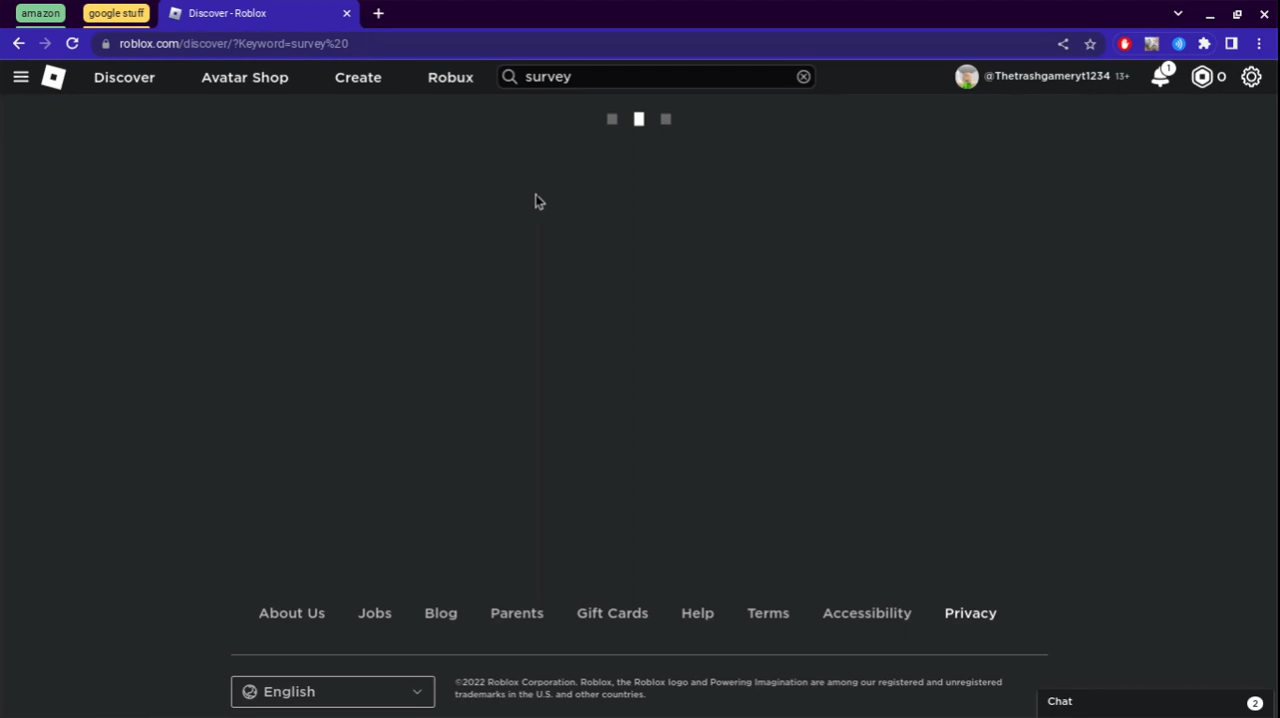 amazon
google stuff
Discover - Roblox
roblox.com/discover/?Keyword=survey%20
Discover
Avatar Shop
Create
Robux
survey
@Thetrashgameryt1234 13+
1
0
About Us
Jobs
Blog
Parents
Gift Cards
Help
Terms
Accessibility
Privacy
English
©2022 Roblox Corporation. Roblox, the Roblox logo and Powering Imagination are among our registered and unregistered
trademarks in the U.S. and other countries.
Chat
2